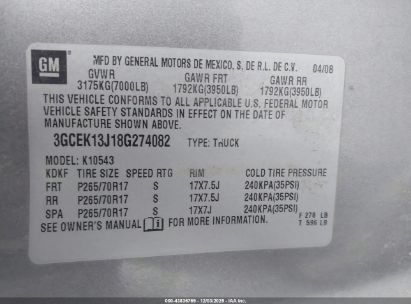 MFD BY GENERAL MOTORS DE MEXICO, S. DE R.L. DE C.V. 04/08
GM
GVWR GAWR FRT GAWR RR
3175KG(7000LB) 1792KG(3950LB) 1792KG(3950LB)
THIS VEHICLE CONFORMS TO ALL APPLICABLE U.S. FEDERAL MOTOR
VEHICLE SAFETY STANDARDS IN EFFECT ON THE DATE OF
MANUFACTURE SHOWN ABOVE.
3GCEK13J18G274082 TYPE: TRUCK
MODEL: K10543
KDKF TIRE SIZE SPEED RTG RIM COLD TIRE PRESSURE
FRT P265/70R17 S 17X7.5J 240KPA(35PSI)
RR P265/70R17 S 17X7.5J 240KPA(35PSI)
SPA P265/70R17 S 17X7J 240KPA(35PSI)
SEE OWNER'S MANUAL FOR MORE INFORMATION.
F 278 LB
T 596 LB